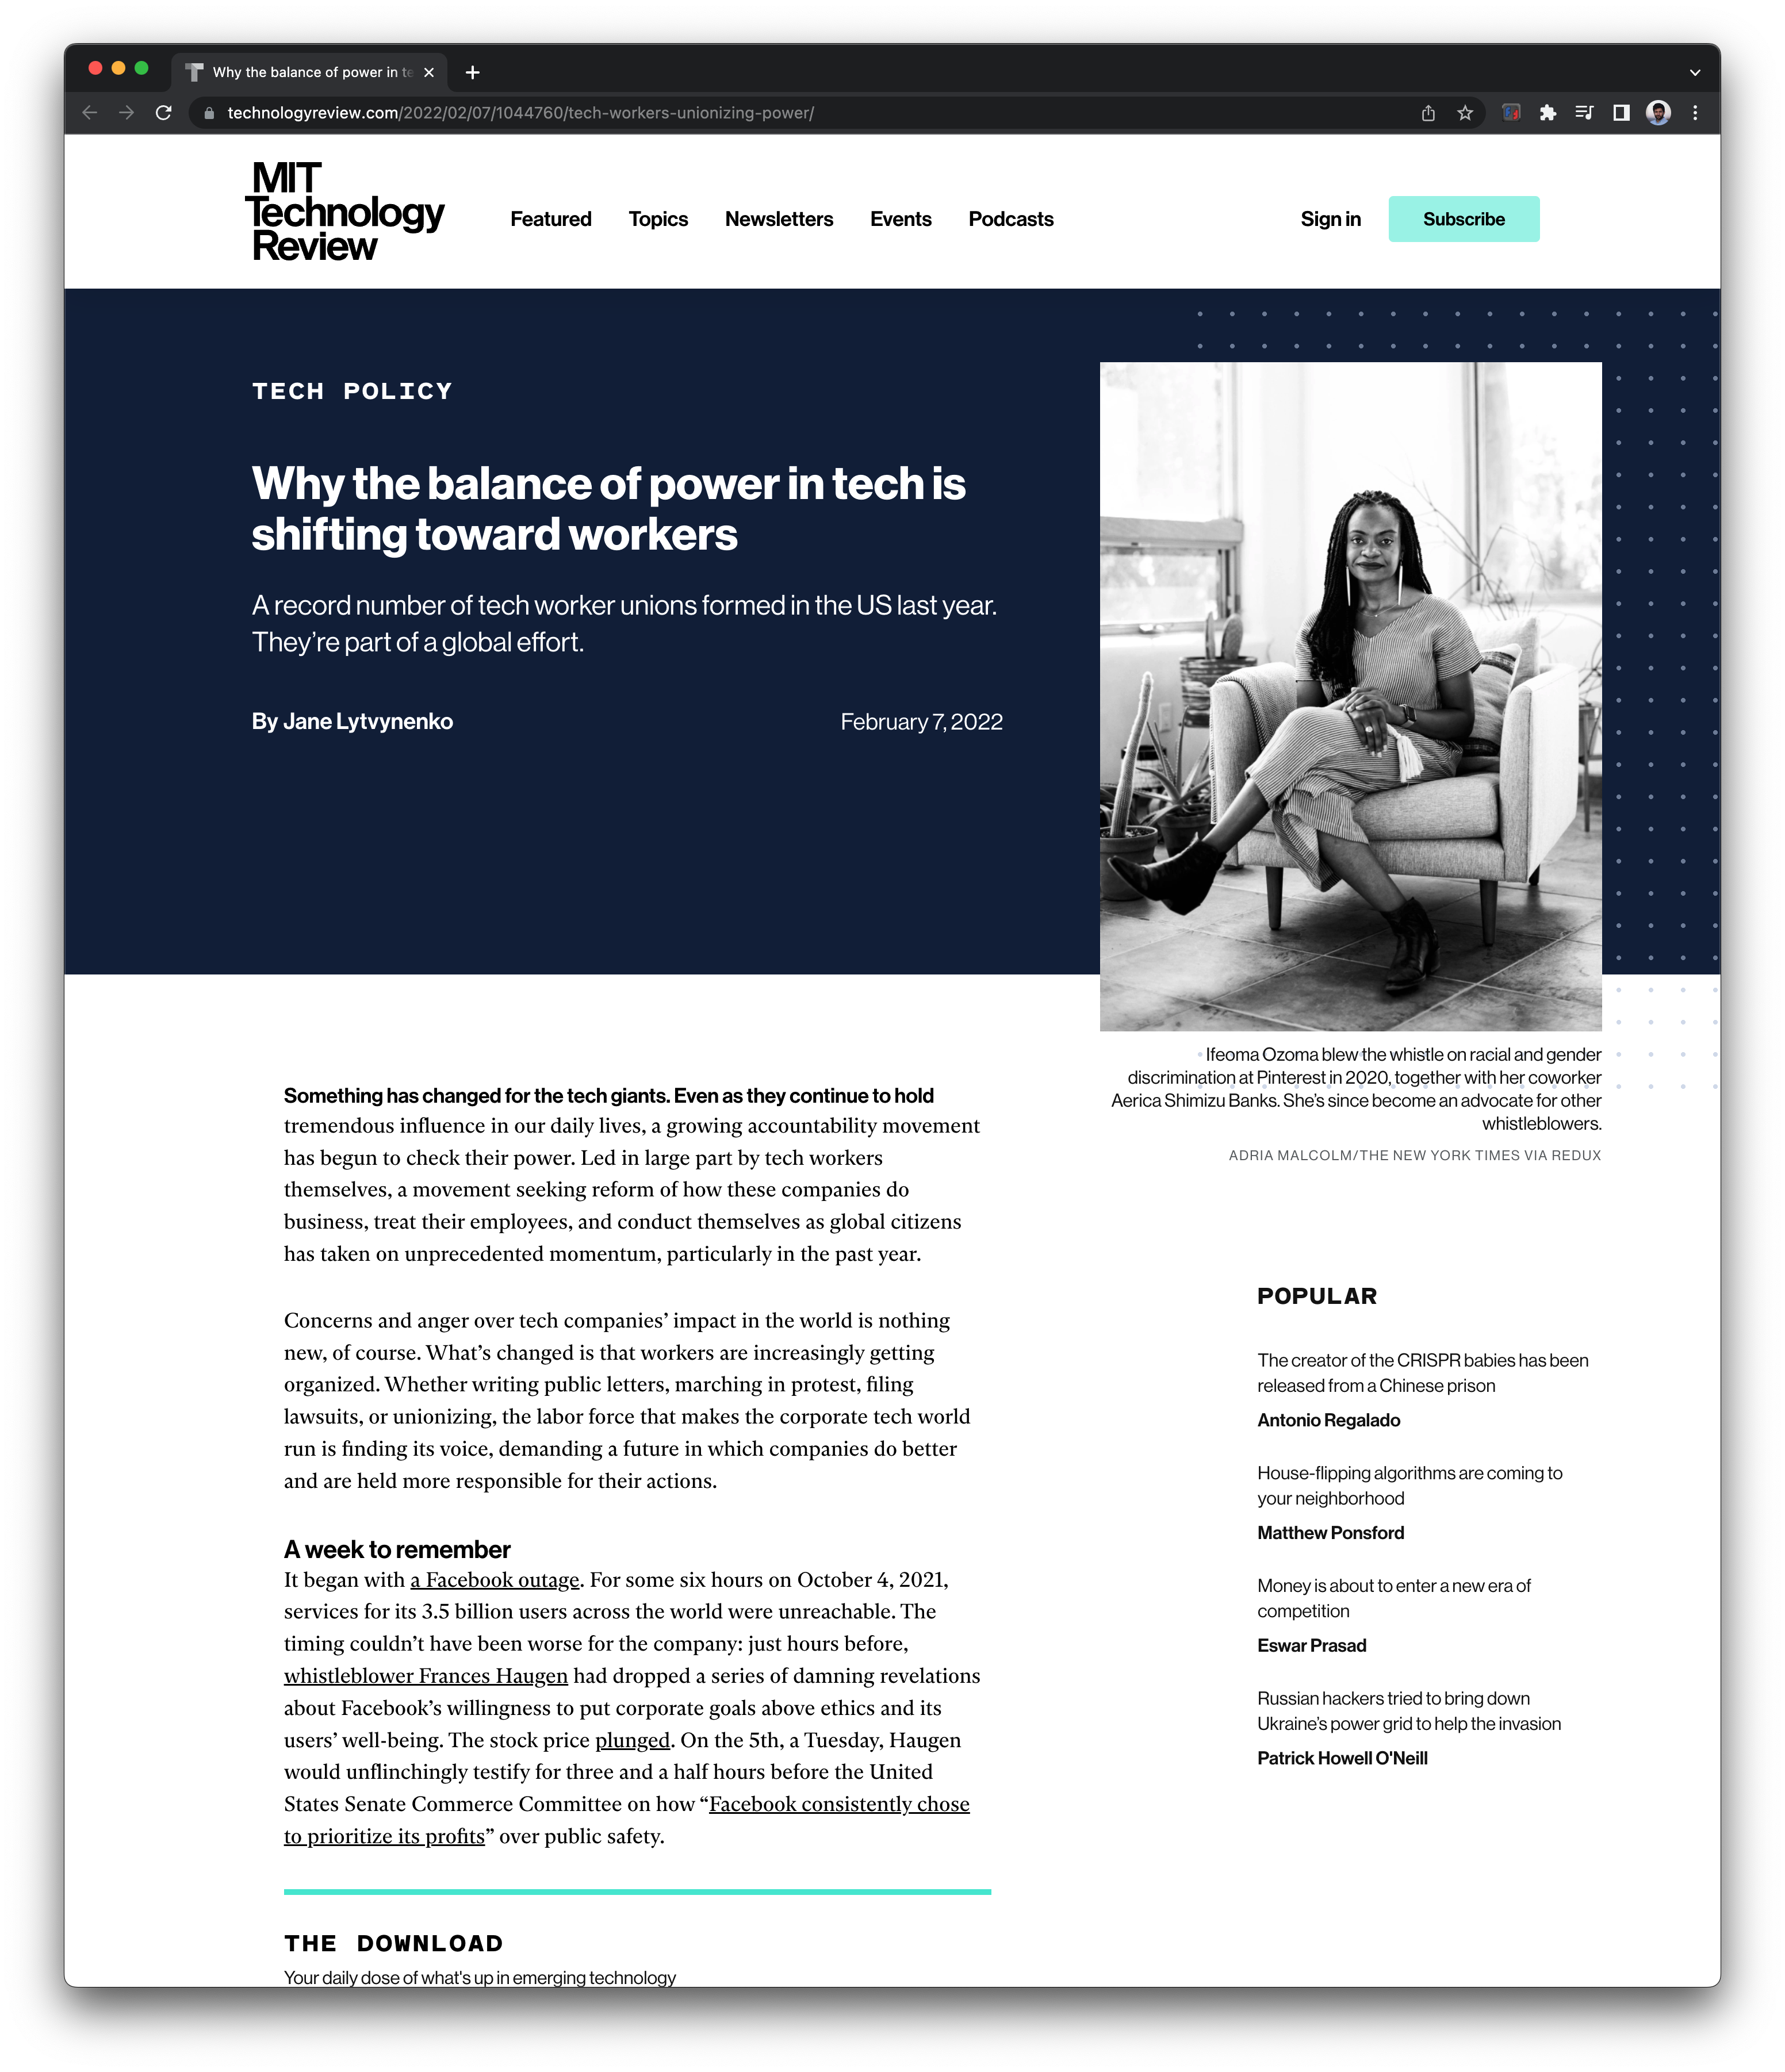 Why the balance of power in te
technologyreview.com/2022/02/07/1044760/tech-workers-unionizing-power/
MIT
Technology
Review
Featured Topics Newsletters Events Podcasts
Sign in Subscribe
TECH POLICY
Why the balance of power in tech is
shifting toward workers
A record number of tech worker unions formed in the US last year.
They’re part of a global effort.
By Jane Lytvynenko February 7, 2022
Ifeoma Ozoma blew the whistle on racial and gender
discrimination at Pinterest in 2020, together with her coworker
Aerica Shimizu Banks. She’s since become an advocate for other
whistleblowers.
ADRIA MALCOLM/THE NEW YORK TIMES VIA REDUX
Something has changed for the tech giants. Even as they continue to hold
tremendous influence in our daily lives, a growing accountability movement
has begun to check their power. Led in large part by tech workers
themselves, a movement seeking reform of how these companies do
business, treat their employees, and conduct themselves as global citizens
has taken on unprecedented momentum, particularly in the past year.
Concerns and anger over tech companies’ impact in the world is nothing
new, of course. What’s changed is that workers are increasingly getting
organized. Whether writing public letters, marching in protest, filing
lawsuits, or unionizing, the labor force that makes the corporate tech world
run is finding its voice, demanding a future in which companies do better
and are held more responsible for their actions.
A week to remember
It began with a Facebook outage. For some six hours on October 4, 2021,
services for its 3.5 billion users across the world were unreachable. The
timing couldn’t have been worse for the company: just hours before,
whistleblower Frances Haugen had dropped a series of damning revelations
about Facebook’s willingness to put corporate goals above ethics and its
users’ well-being. The stock price plunged. On the 5th, a Tuesday, Haugen
would unflinchingly testify for three and a half hours before the United
States Senate Commerce Committee on how “Facebook consistently chose
to prioritize its profits” over public safety.
THE DOWNLOAD
Your daily dose of what's up in emerging technology
POPULAR
The creator of the CRISPR babies has been
released from a Chinese prison
Antonio Regalado
House-flipping algorithms are coming to
your neighborhood
Matthew Ponsford
Money is about to enter a new era of
competition
Eswar Prasad
Russian hackers tried to bring down
Ukraine’s power grid to help the invasion
Patrick Howell O'Neill